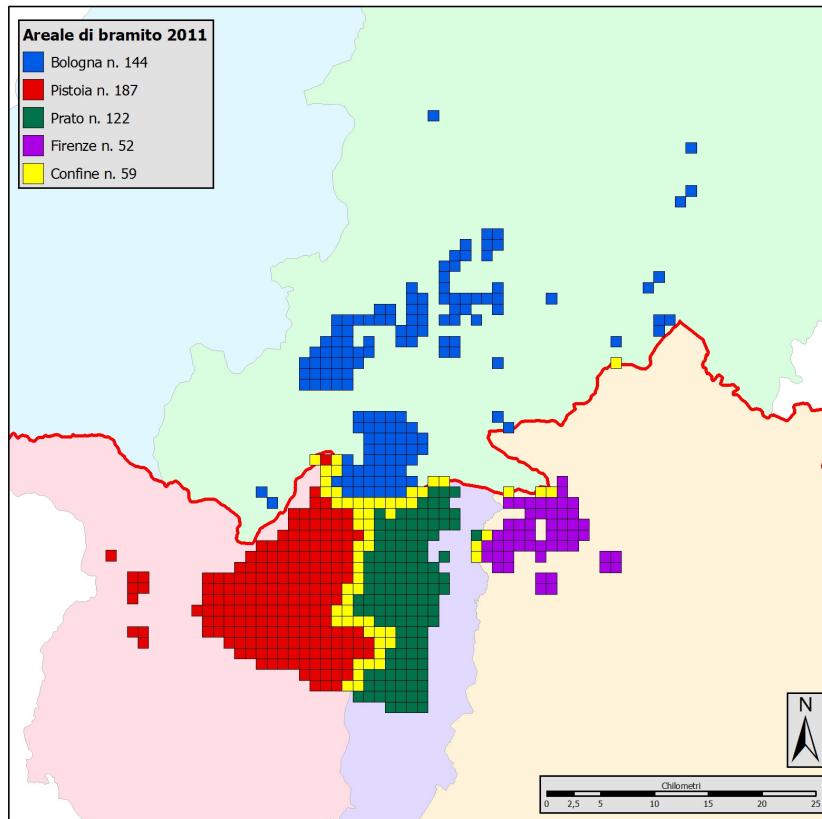 Areale di bramito 2011
Bologna n. 144
Pistoia n. 187
Prato n. 122
Firenze n. 52
Confine n. 59
N
Chilometri
0 2,5 5 10 15 20 25